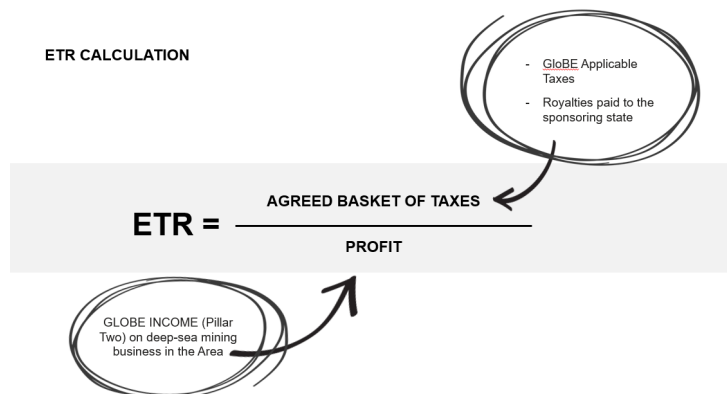 ETR CALCULATION
- GloBE Applicable
Taxes
- Royalties paid to the
sponsoring state
ETR =
AGREED BASKET OF TAXES
PROFIT
GLOBE INCOME (Pillar
Two) on deep-sea mining
business in the Area